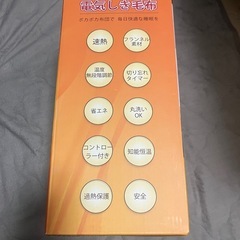 電気しき毛布
ポカポカ布団で 毎日快適な睡眠を
速熱
フランネル
素材
温度
無段階調節
切り忘れ
タイマー
省エネ
丸洗い
OK
コントロー
ラー付き
知能恒温
過熱保護
安全